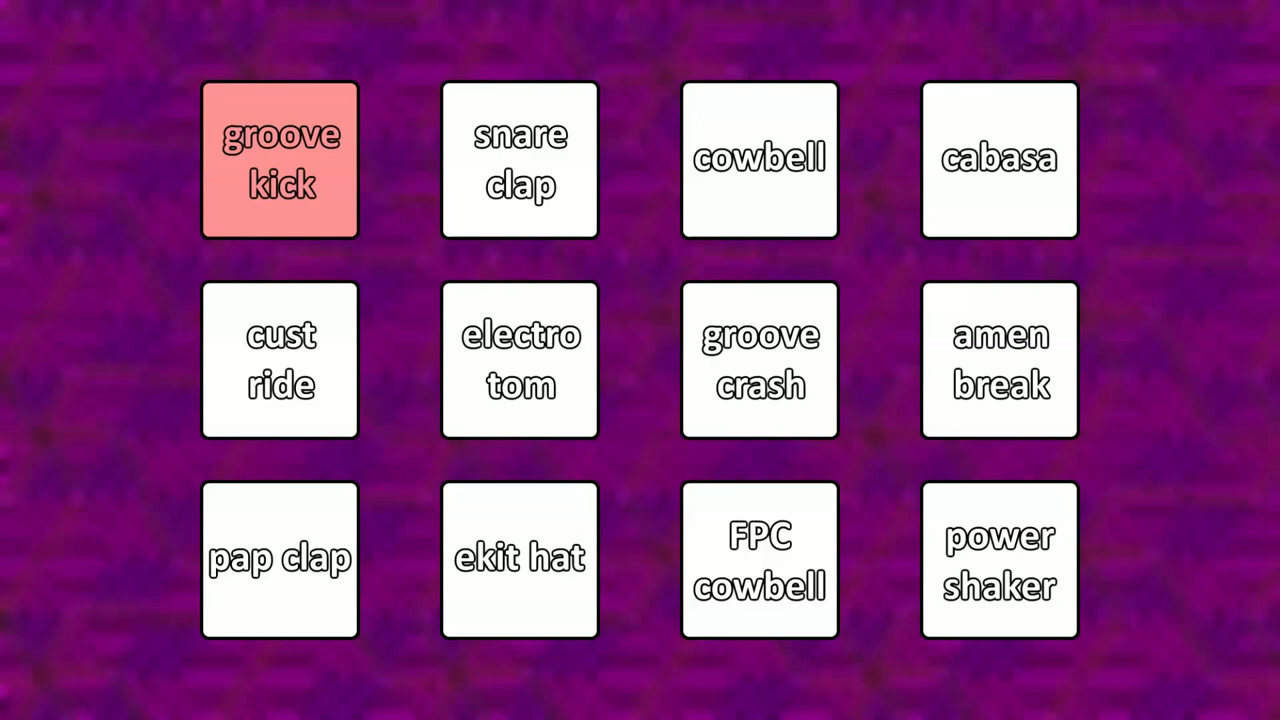 groove
kick
snare
clap
cowbell
cabasa
cust
ride
electro
tom
groove
crash
amen
break
pap clap
ekit hat
FPC
cowbell
power
shaker